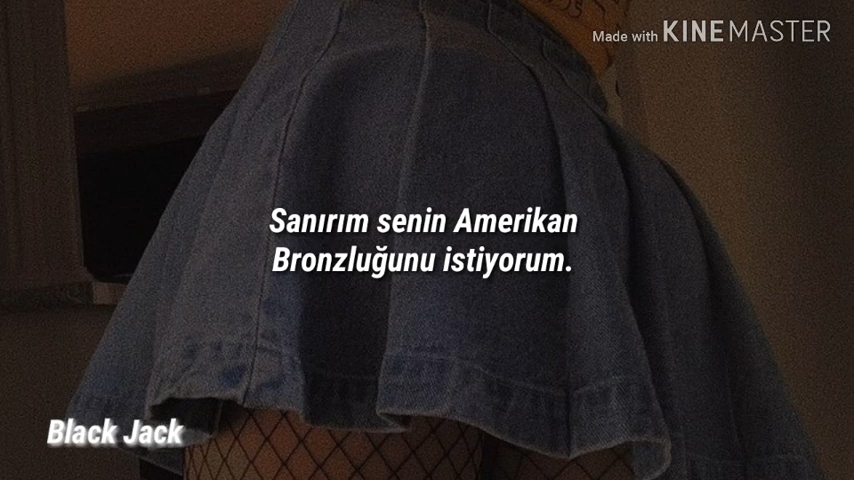 Made with KINEMASTER
Sanırım senin Amerikan
Bronzluğunu istiyorum.
Black Jack